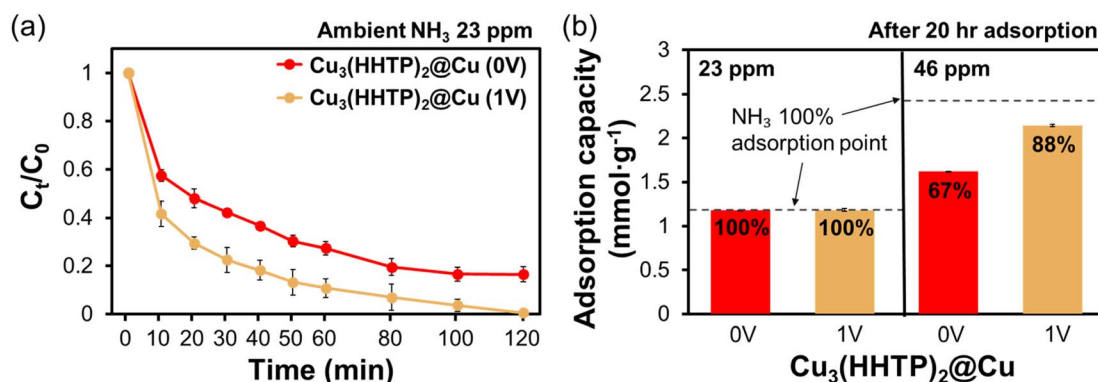 (a)
Ambient NH₃ 23 ppm
Cu₃(HHTP)₂@Cu (0V)
Cu₃(HHTP)₂@Cu (1V)
Cₜ/C₀
1
0.8
0.6
0.4
0.2
0
0 10 20 30 40 50 60 80 100 120
Time (min)
(b)
After 20 hr adsorption
Adsorption capacity
(mmol·g⁻¹)
3
2.5
2
1.5
1
0.5
0
23 ppm
46 ppm
NH₃ 100%
adsorption point
100%
100%
67%
88%
0V 1V 0V 1V
Cu₃(HHTP)₂@Cu